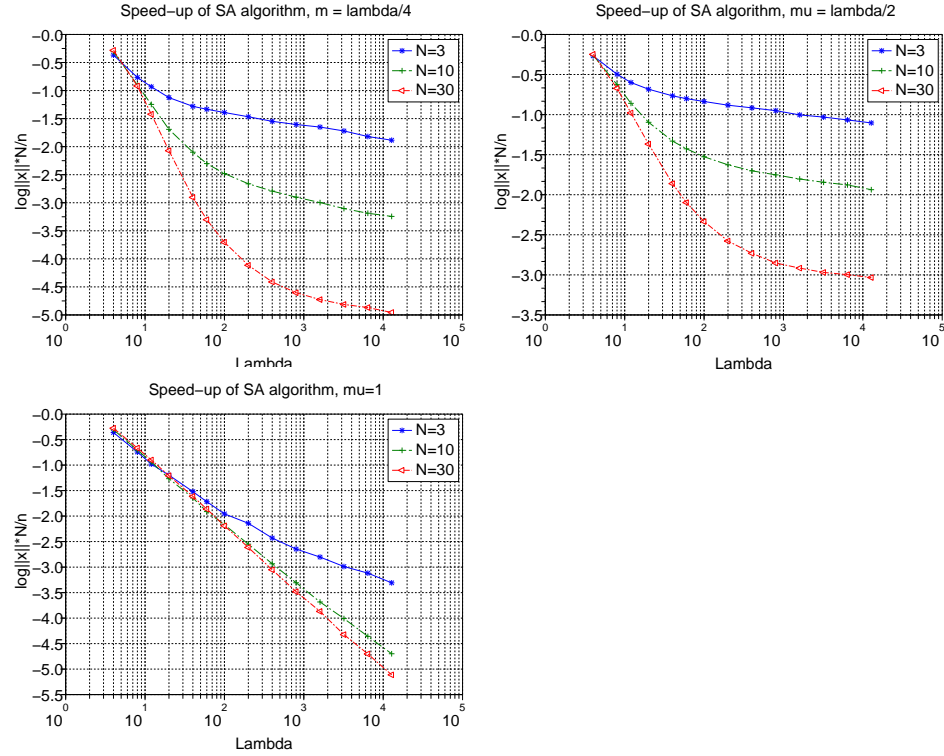 Speed−up of SA algorithm, m = lambda/4
−0.0
−0.5
−1.0
−1.5
−2.0
−2.5
−3.0
−3.5
−4.0
−4.5
−5.0
log||x||*N/n
N=3
N=10
N=30
10 0
10 1
10 2
10 3
10 4
10 5
Lambda
Speed−up of SA algorithm, mu = lambda/2
−0.0
−0.5
−1.0
−1.5
−2.0
−2.5
−3.0
−3.5
log||x||*N/n
N=3
N=10
N=30
10 0
10 1
10 2
10 3
10 4
10 5
Lambda
Speed−up of SA algorithm, mu=1
−0.0
−0.5
−1.0
−1.5
−2.0
−2.5
−3.0
−3.5
−4.0
−4.5
−5.0
−5.5
log||x||*N/n
N=3
N=10
N=30
10 0
10 1
10 2
10 3
10 4
10 5
Lambda